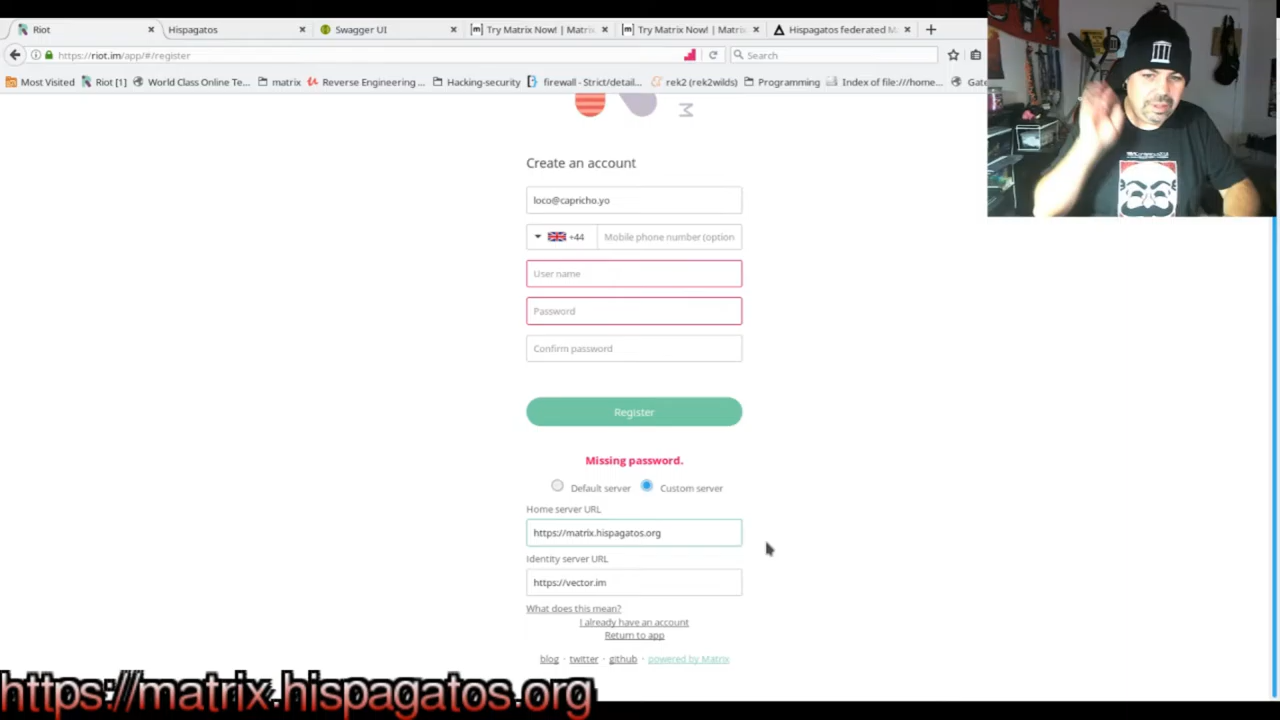 Riot
Hispagatos
Swagger UI
[m] Try Matrix Now! | Matri...
[m] Try Matrix Now! | Matri...
Hispagatos federated M
https://riot.im/app/#/register
Search
Most Visited
Riot [1]
World Class Online Te...
matrix
Reverse Engineering ...
Hacking-security
firewall - Strict/detail...
rek2 (rek2wilds)
Programming
Index of file:///home...
Create an account
loco@capricho.yo
+44
Mobile phone number (option
User name
Password
Confirm password
Register
Missing password.
Default server
Custom server
Home server URL
https://matrix.hispagatos.org
Identity server URL
https://vector.im
What does this mean?
I already have an account
Return to app
blog · twitter · github · powered by Matrix
https://matrix.hispagatos.org